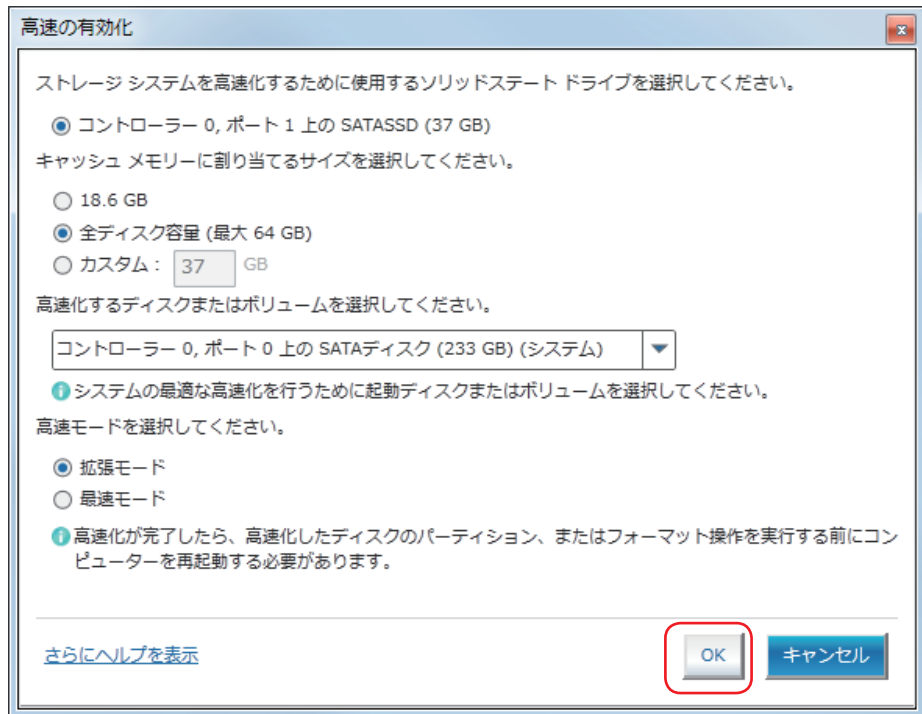 高速の有効化
x
ストレージ システムを高速化するために使用するソリッドステート ドライブを選択してください。
コントローラー 0, ポート 1 上の SATASSD (37 GB)
キャッシュ メモリーに割り当てるサイズを選択してください。
18.6 GB
全ディスク容量 (最大 64 GB)
カスタム : 37 GB
高速化するディスクまたはボリュームを選択してください。
コントローラー 0, ポート 0 上の SATAディスク (233 GB) (システム)
i システムの最適な高速化を行うために起動ディスクまたはボリュームを選択してください。
高速モードを選択してください。
拡張モード
最速モード
i 高速化が完了したら、高速化したディスクのパーティション、またはフォーマット操作を実行する前にコン
ピューターを再起動する必要があります。
さらにヘルプを表示 OK キャンセル